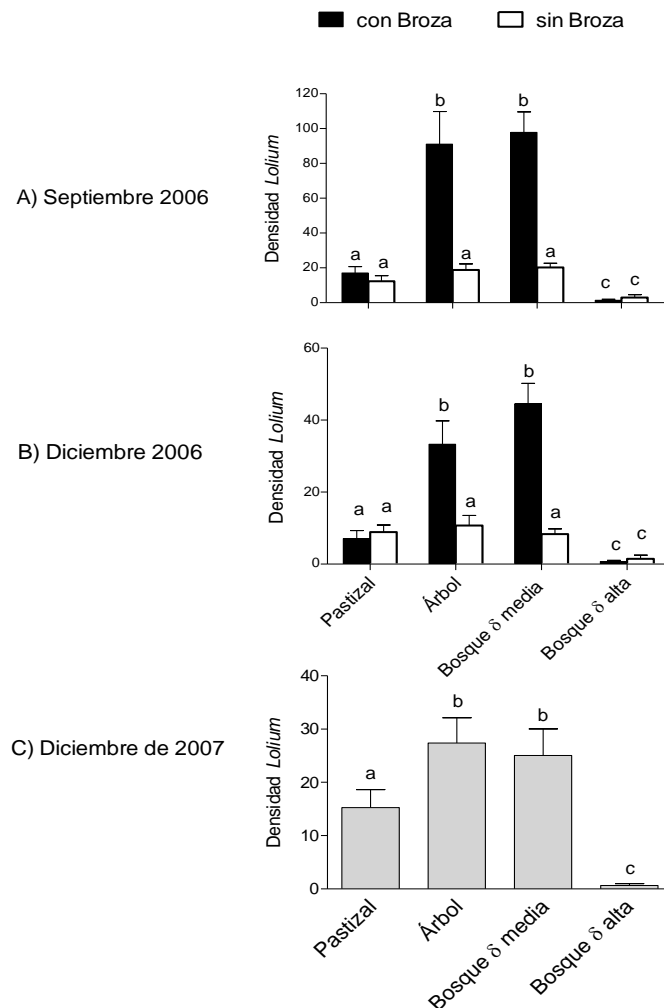 con Broza sin Broza
A) Septiembre 2006
Densidad Lolium
120
100
80
60
40
20
0
a a b a b a c c
B) Diciembre 2006
Densidad Lolium
60
40
20
0
a a b a b a c c
Pastizal
Árbol
Bosque δ media
Bosque δ alta
C) Diciembre de 2007
Densidad Lolium
40
30
20
10
0
a b b c
Pastizal
Árbol
Bosque δ media
Bosque δ alta